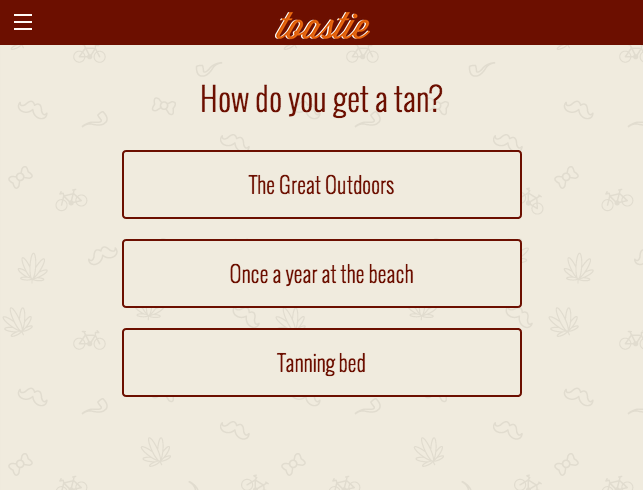 toastie
How do you get a tan?
The Great Outdoors
Once a year at the beach
Tanning bed